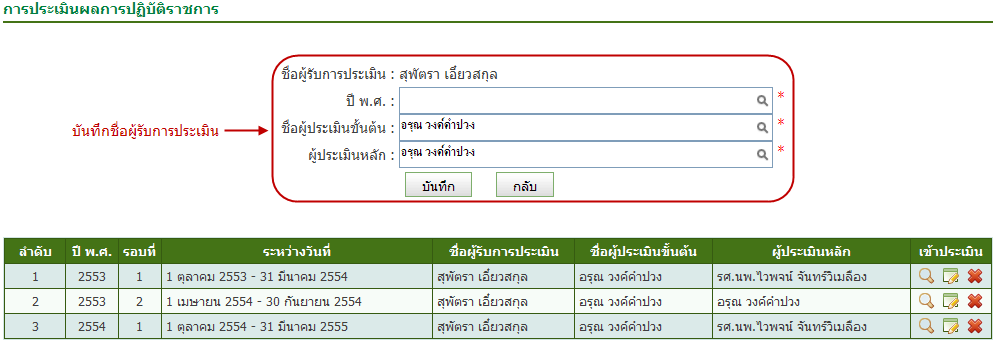 การประเมินผลการปฏิบัติราชการ
ชื่อผู้รับการประเมิน : สุพัตรา เอี่ยวสกุล
ปี พ.ศ. : *
บันทึกชื่อผู้รับการประเมิน
ชื่อผู้ประเมินขั้นต้น : อรุณ วงค์คำปวง *
ผู้ประเมินหลัก : อรุณ วงค์คำปวง *
บันทึก กลับ
ลำดับ ปี พ.ศ. รอบที่ ระหว่างวันที่ ชื่อผู้รับการประเมิน ชื่อผู้ประเมินขั้นต้น ผู้ประเมินหลัก เข้าประเมิน
1 2553 1 1 ตุลาคม 2553 - 31 มีนาคม 2554 สุพัตรา เอี่ยวสกุล อรุณ วงค์คำปวง รศ.นพ.ไวพจน์ จันทร์วิเมลือง
2 2553 2 1 เมษายน 2554 - 30 กันยายน 2554 สุพัตรา เอี่ยวสกุล อรุณ วงค์คำปวง อรุณ วงค์คำปวง
3 2554 1 1 ตุลาคม 2554 - 31 มีนาคม 2555 สุพัตรา เอี่ยวสกุล อรุณ วงค์คำปวง รศ.นพ.ไวพจน์ จันทร์วิเมลือง